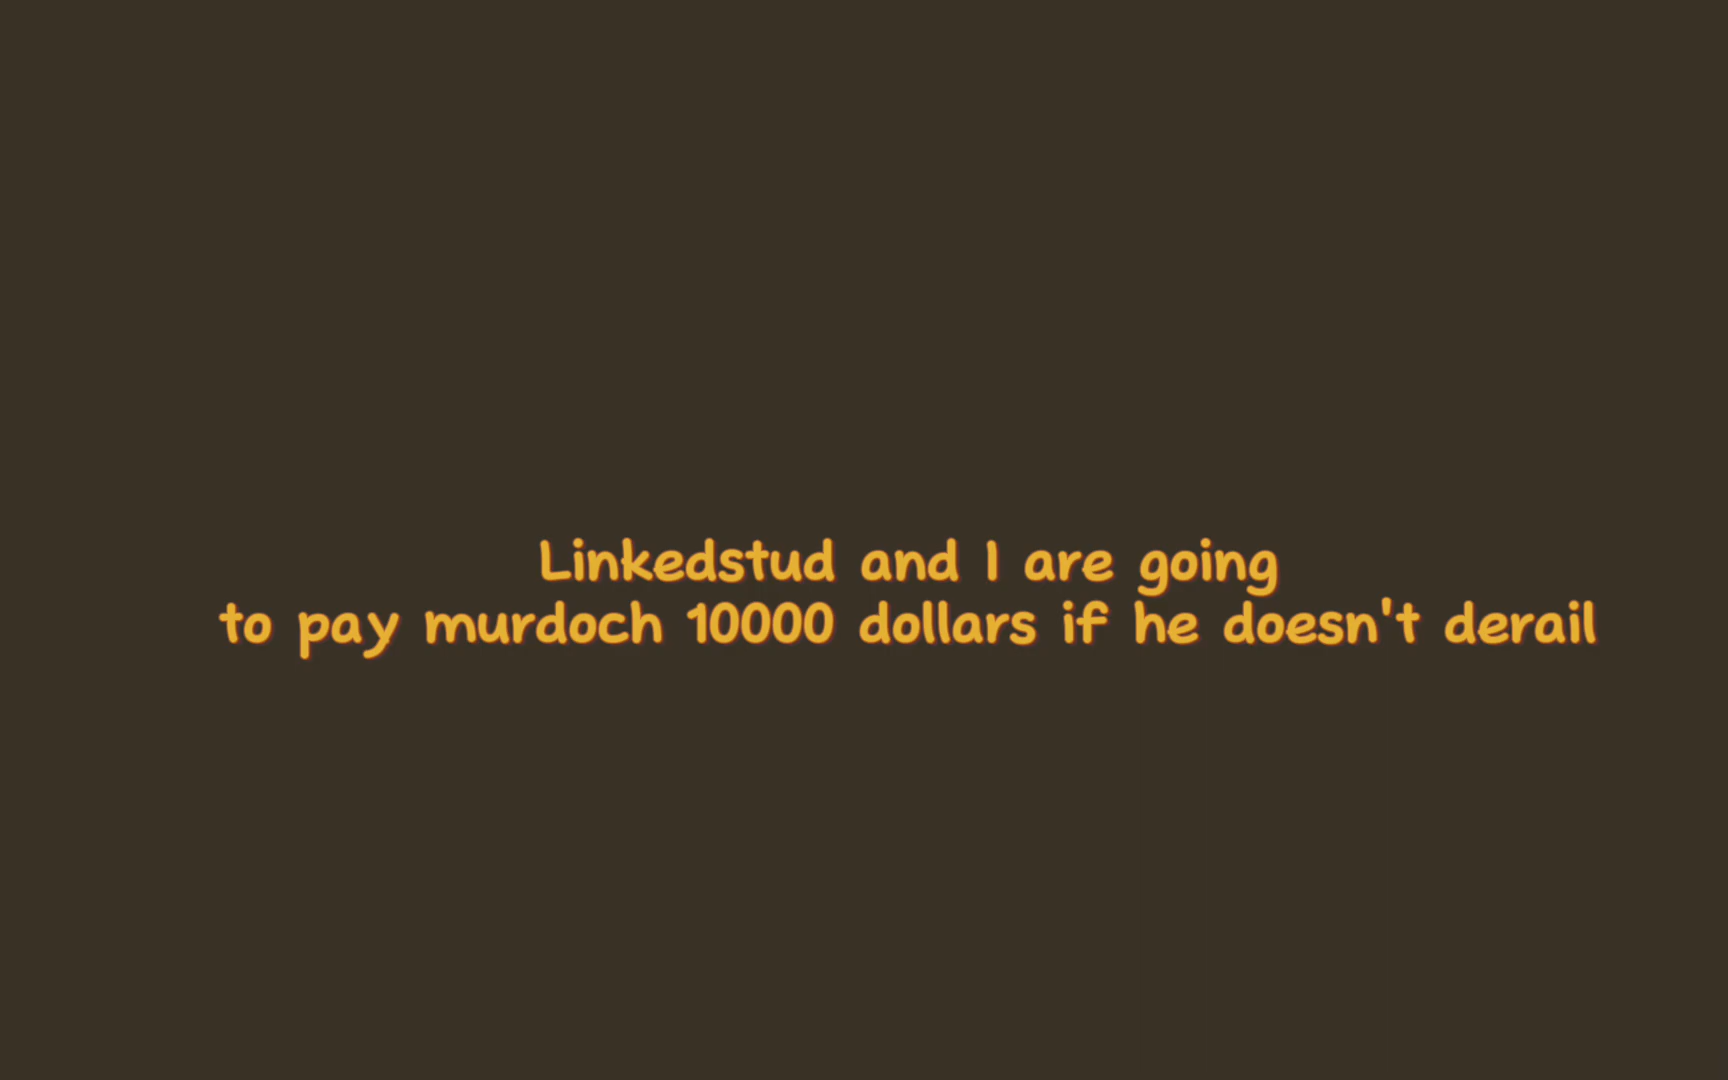 Linkedstud and I are going
to pay murdoch 10000 dollars if he doesn't derail